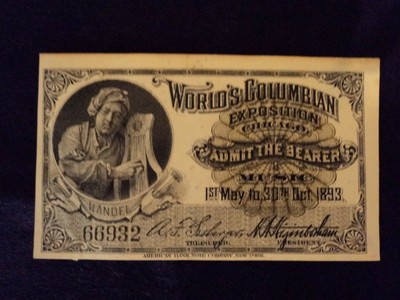 WORLD'S COLUMBIAN
EXPOSITION
CHICAGO
ADMIT THE BEARER
1ST May to 30TH Oct. 1893
HANDEL
66932
TREASURER. PRESIDENT.
AMERICAN BANK NOTE COMPANY, NEW YORK.